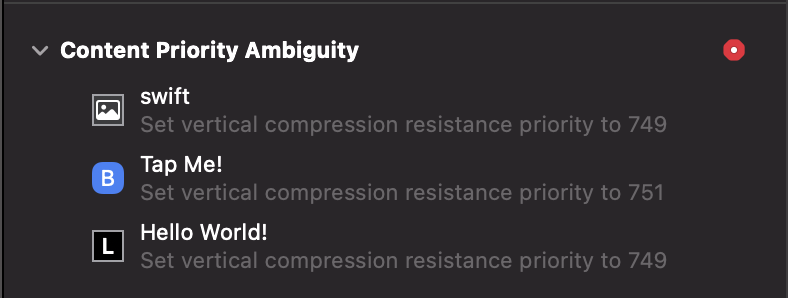 Content Priority Ambiguity
swift
Set vertical compression resistance priority to 749
B
Tap Me!
Set vertical compression resistance priority to 751
L
Hello World!
Set vertical compression resistance priority to 749